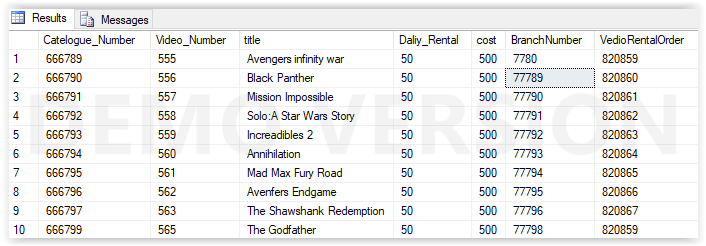 Results Messages
Catelogue_Number Video_Number title Daliy_Rental cost BranchNumber VedioRentalOrder
1 666789 555 Avengers infinity war 50 500 7780 820859
2 666790 556 Black Panther 50 500 77789 820860
3 666791 557 Mission Impossible 50 500 77790 820861
4 666792 558 Solo:A Star Wars Story 50 500 77791 820862
5 666793 559 Increadibles 2 50 500 77792 820863
6 666794 560 Annihilation 50 500 77793 820864
7 666795 561 Mad Max Fury Road 50 500 77794 820865
8 666796 562 Avenfers Endgame 50 500 77795 820866
9 666797 563 The Shawshank Redemption 50 500 77796 820867
10 666799 565 The Godfather 50 500 77798 820859
DEMO VERSION